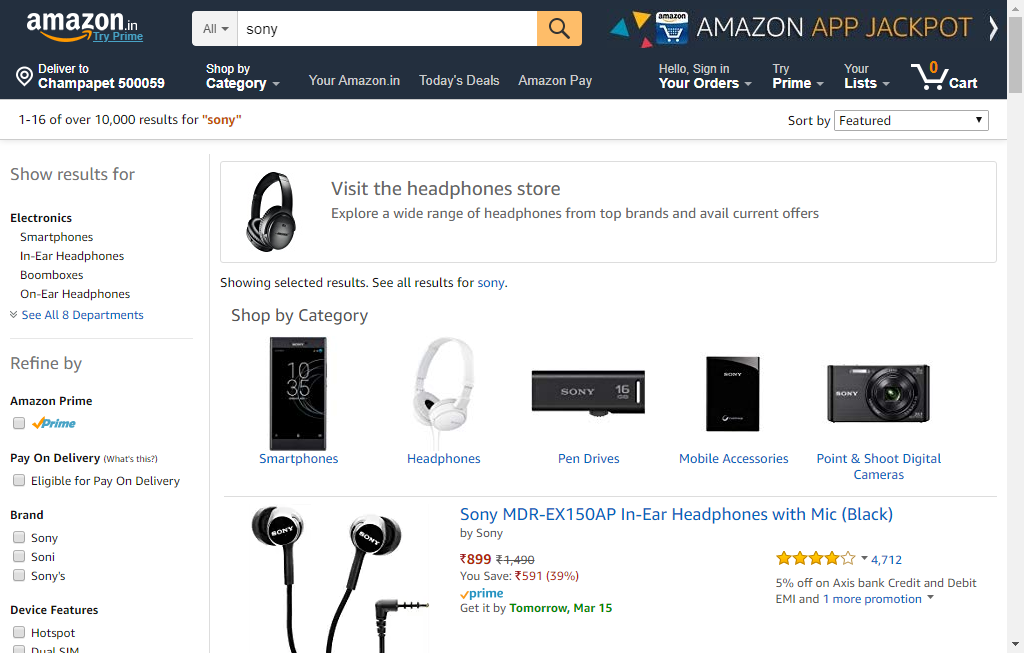 amazon.in
Try Prime
All
sony
amazon
AMAZON APP JACKPOT
Deliver to
Champapet 500059
Shop by
Category
Your Amazon.in
Today's Deals
Amazon Pay
Hello, Sign in
Your Orders
Try
Prime
Your
Lists
0
Cart
1-16 of over 10,000 results for "sony"
Sort by Featured
Show results for
Electronics
Smartphones
In-Ear Headphones
Boomboxes
On-Ear Headphones
See All 8 Departments
Refine by
Amazon Prime
Prime
Pay On Delivery (What's this?)
Eligible for Pay On Delivery
Brand
Sony
Soni
Sony's
Device Features
Hotspot
Dual SIM
Visit the headphones store
Explore a wide range of headphones from top brands and avail current offers
Showing selected results. See all results for sony.
Shop by Category
SONY
10
35
SONY
16
GB
SONY
SONY
Smartphones
Headphones
Pen Drives
Mobile Accessories
Point & Shoot Digital
Cameras
SONY
SONY
Sony MDR-EX150AP In-Ear Headphones with Mic (Black)
by Sony
₹899 ₹1,490
You Save: ₹591 (39%)
prime
Get it by Tomorrow, Mar 15
4,712
5% off on Axis bank Credit and Debit
EMI and 1 more promotion